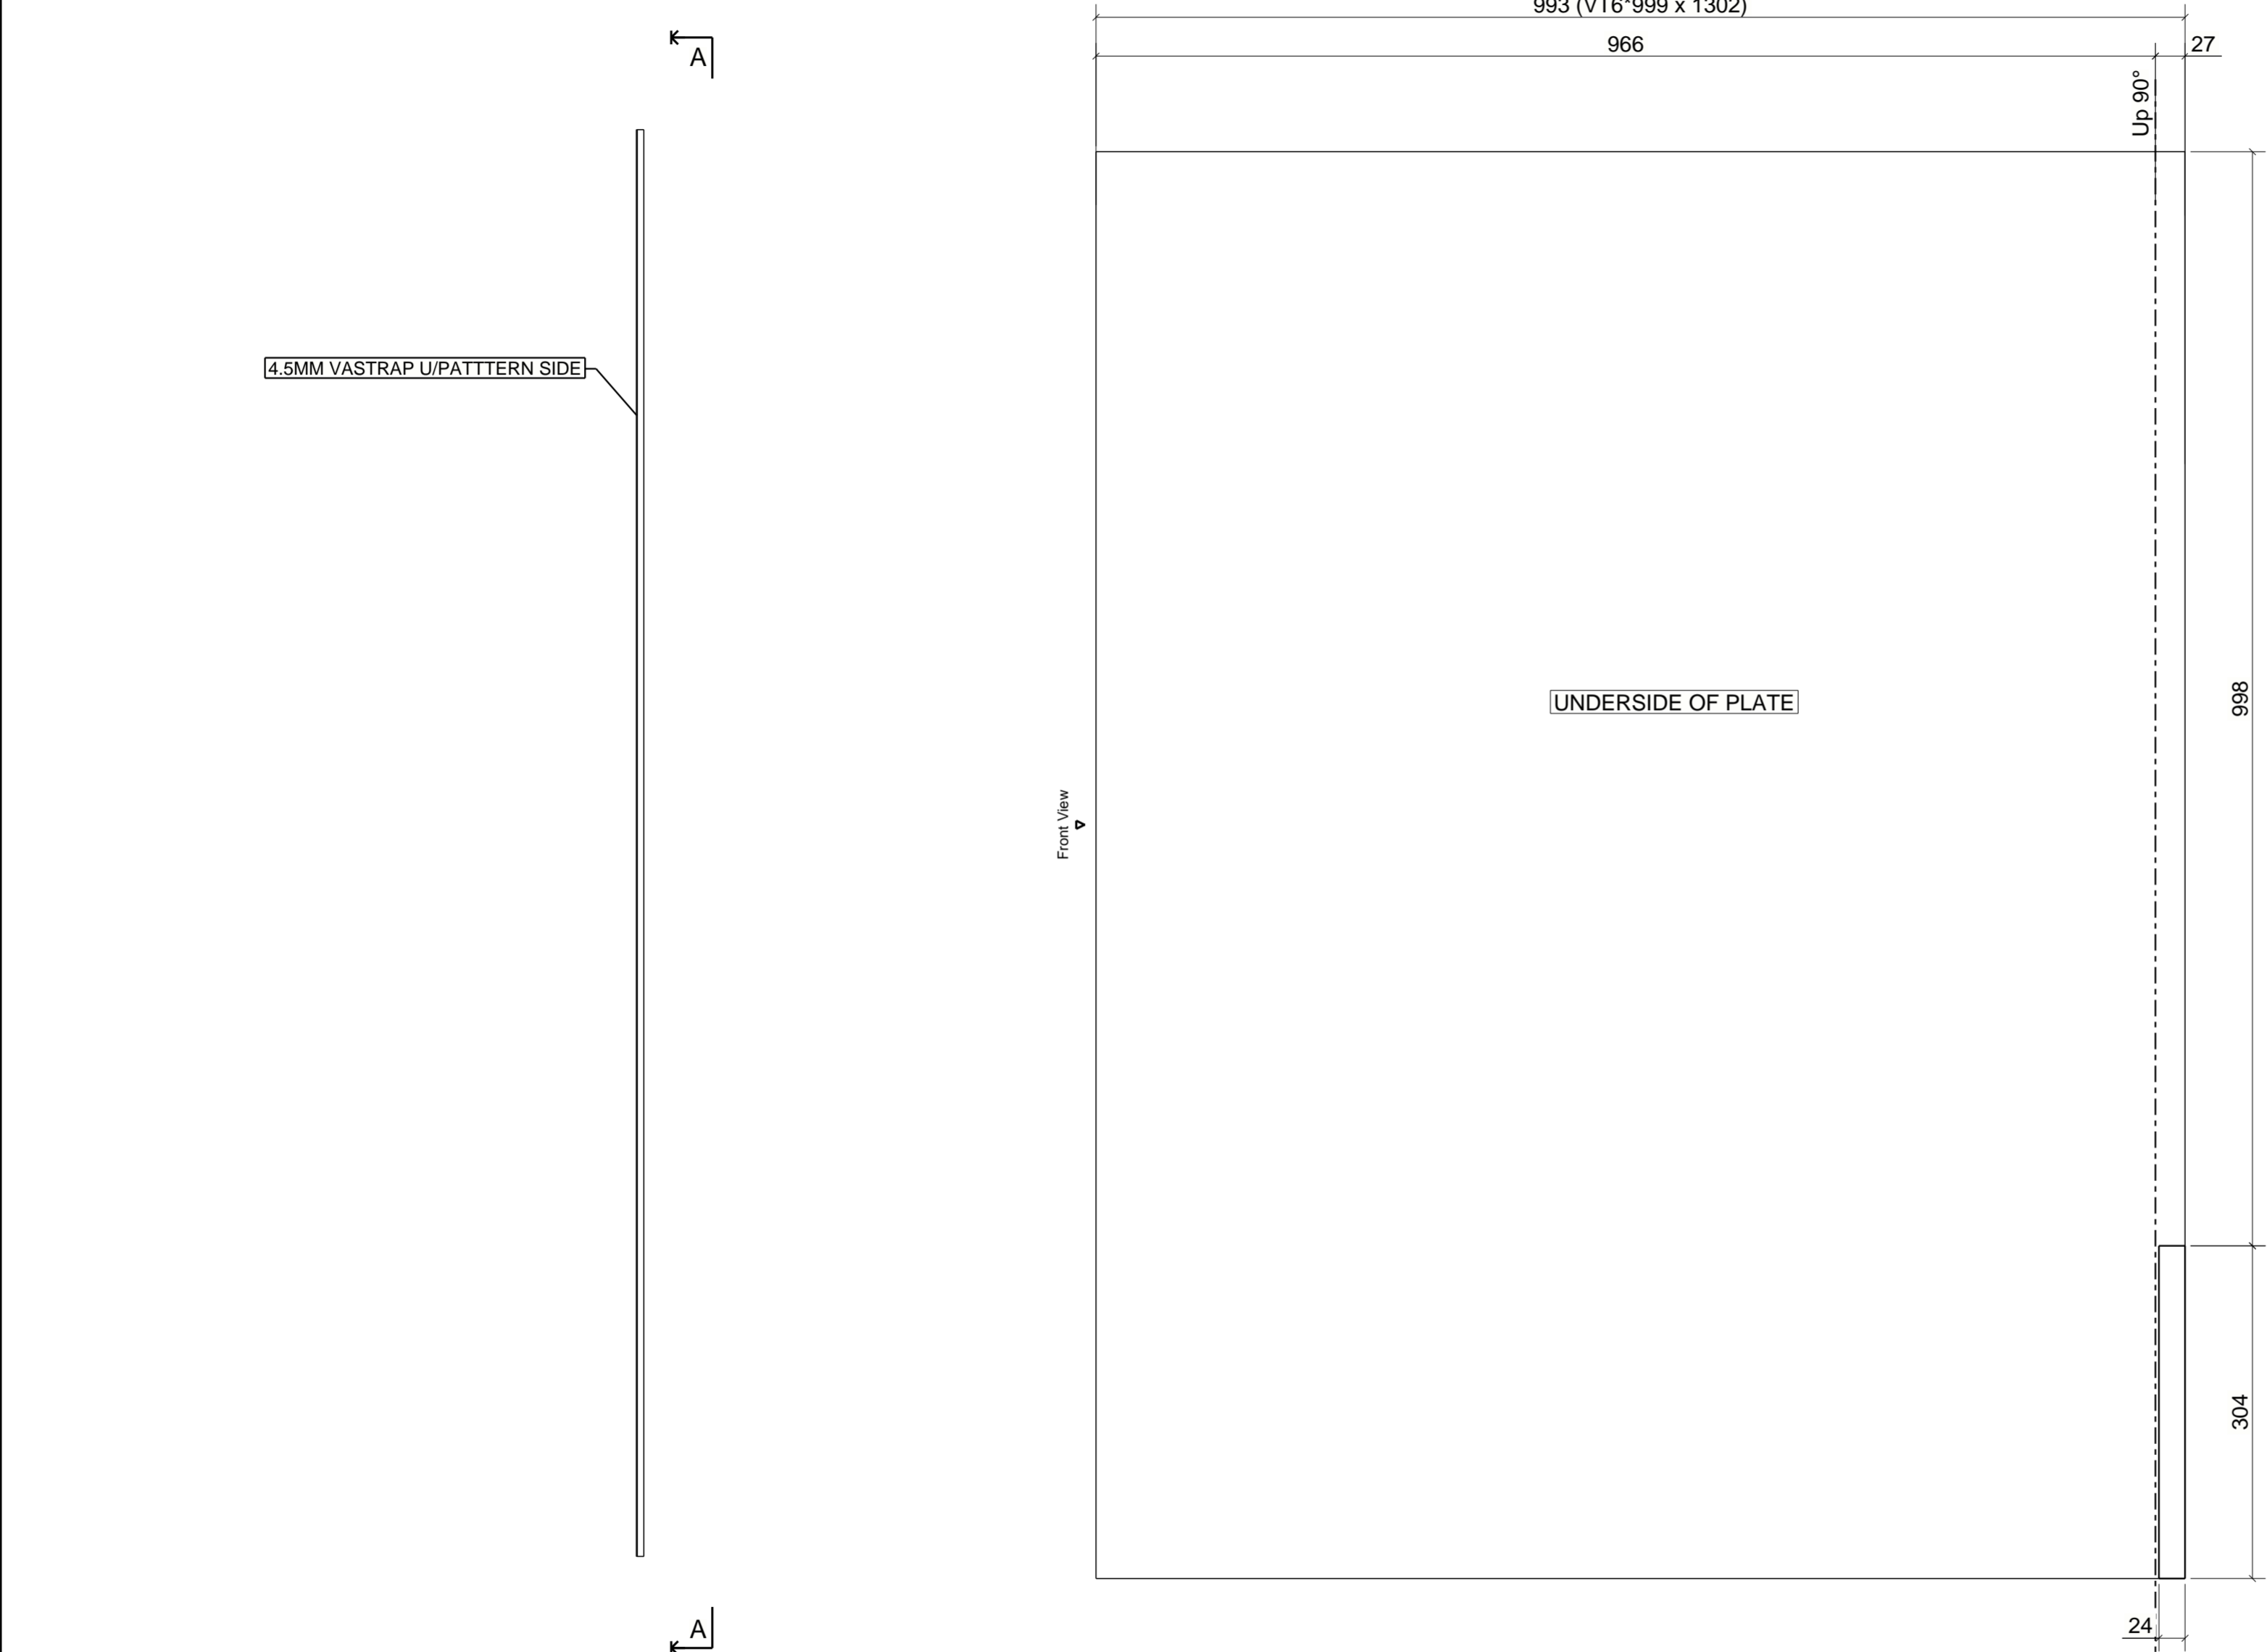 993 (VT6*999 x 1302)
966
27
A
Up 90°
4.5MM VASTRAP U/PATTTERN SIDE
UNDERSIDE OF PLATE
998
Front View
304
A
24